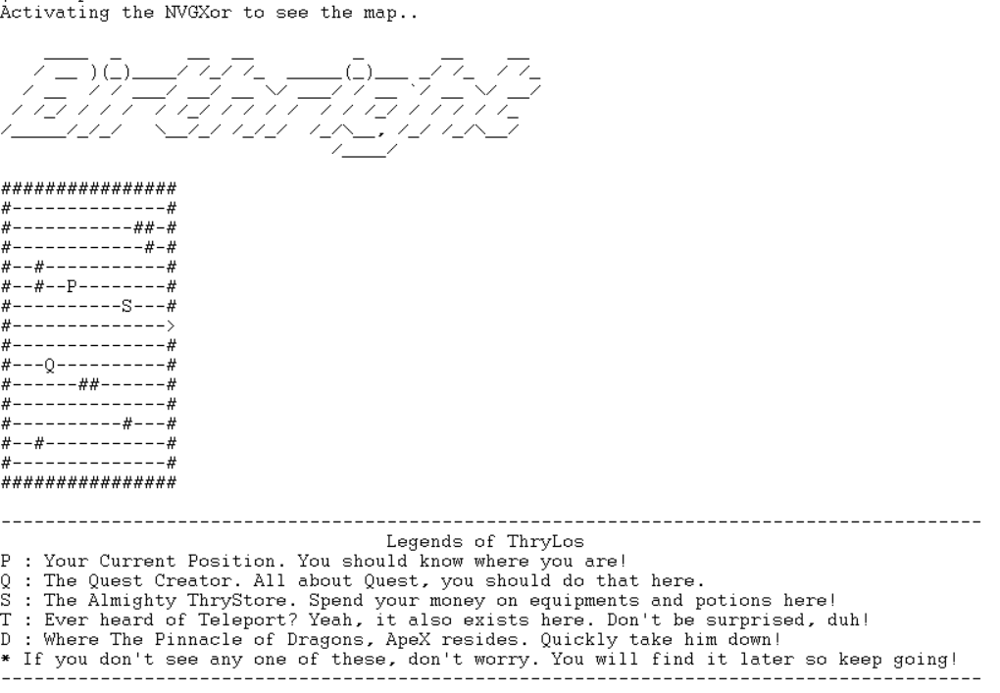 Activating the NVGXor to see the map..
Birthright
################
#--------------#
#-----------##-#
#------------#-#
#--#-----------#
#--#--P--------#
#----------S---#
#-------------->
#--------------#
#---Q----------#
#------##------#
#--------------#
#----------#---#
#--#-----------#
#--------------#
################
Legends of ThryLos
P : Your Current Position. You should know where you are!
Q : The Quest Creator. All about Quest, you should do that here.
S : The Almighty ThryStore. Spend your money on equipments and potions here!
T : Ever heard of Teleport? Yeah, it also exists here. Don't be surprised, duh!
D : Where The Pinnacle of Dragons, ApeX resides. Quickly take him down!
* If you don't see any one of these, don't worry. You will find it later so keep going!